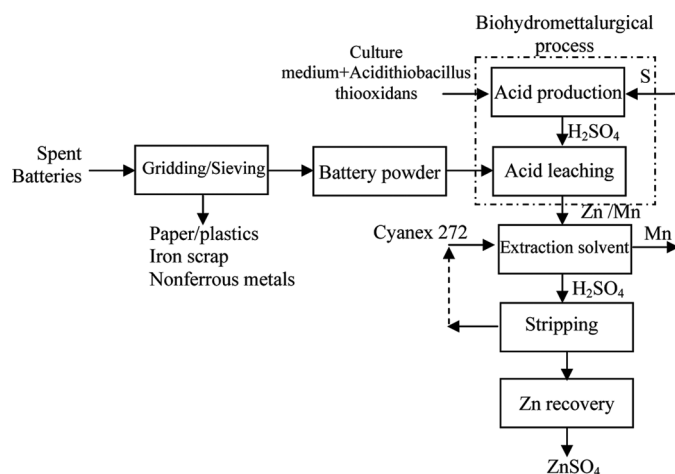 Biohydromettalurgical
process
Culture
medium+Acidithiobacillus
thiooxidans
Acid production
S
H₂SO₄
Spent
Batteries
Gridding/Sieving
Battery powder
Acid leaching
Zn /Mn
Paper/plastics
Iron scrap
Nonferrous metals
Cyanex 272
Extraction solvent
Mn
H₂SO₄
Stripping
Zn recovery
ZnSO₄